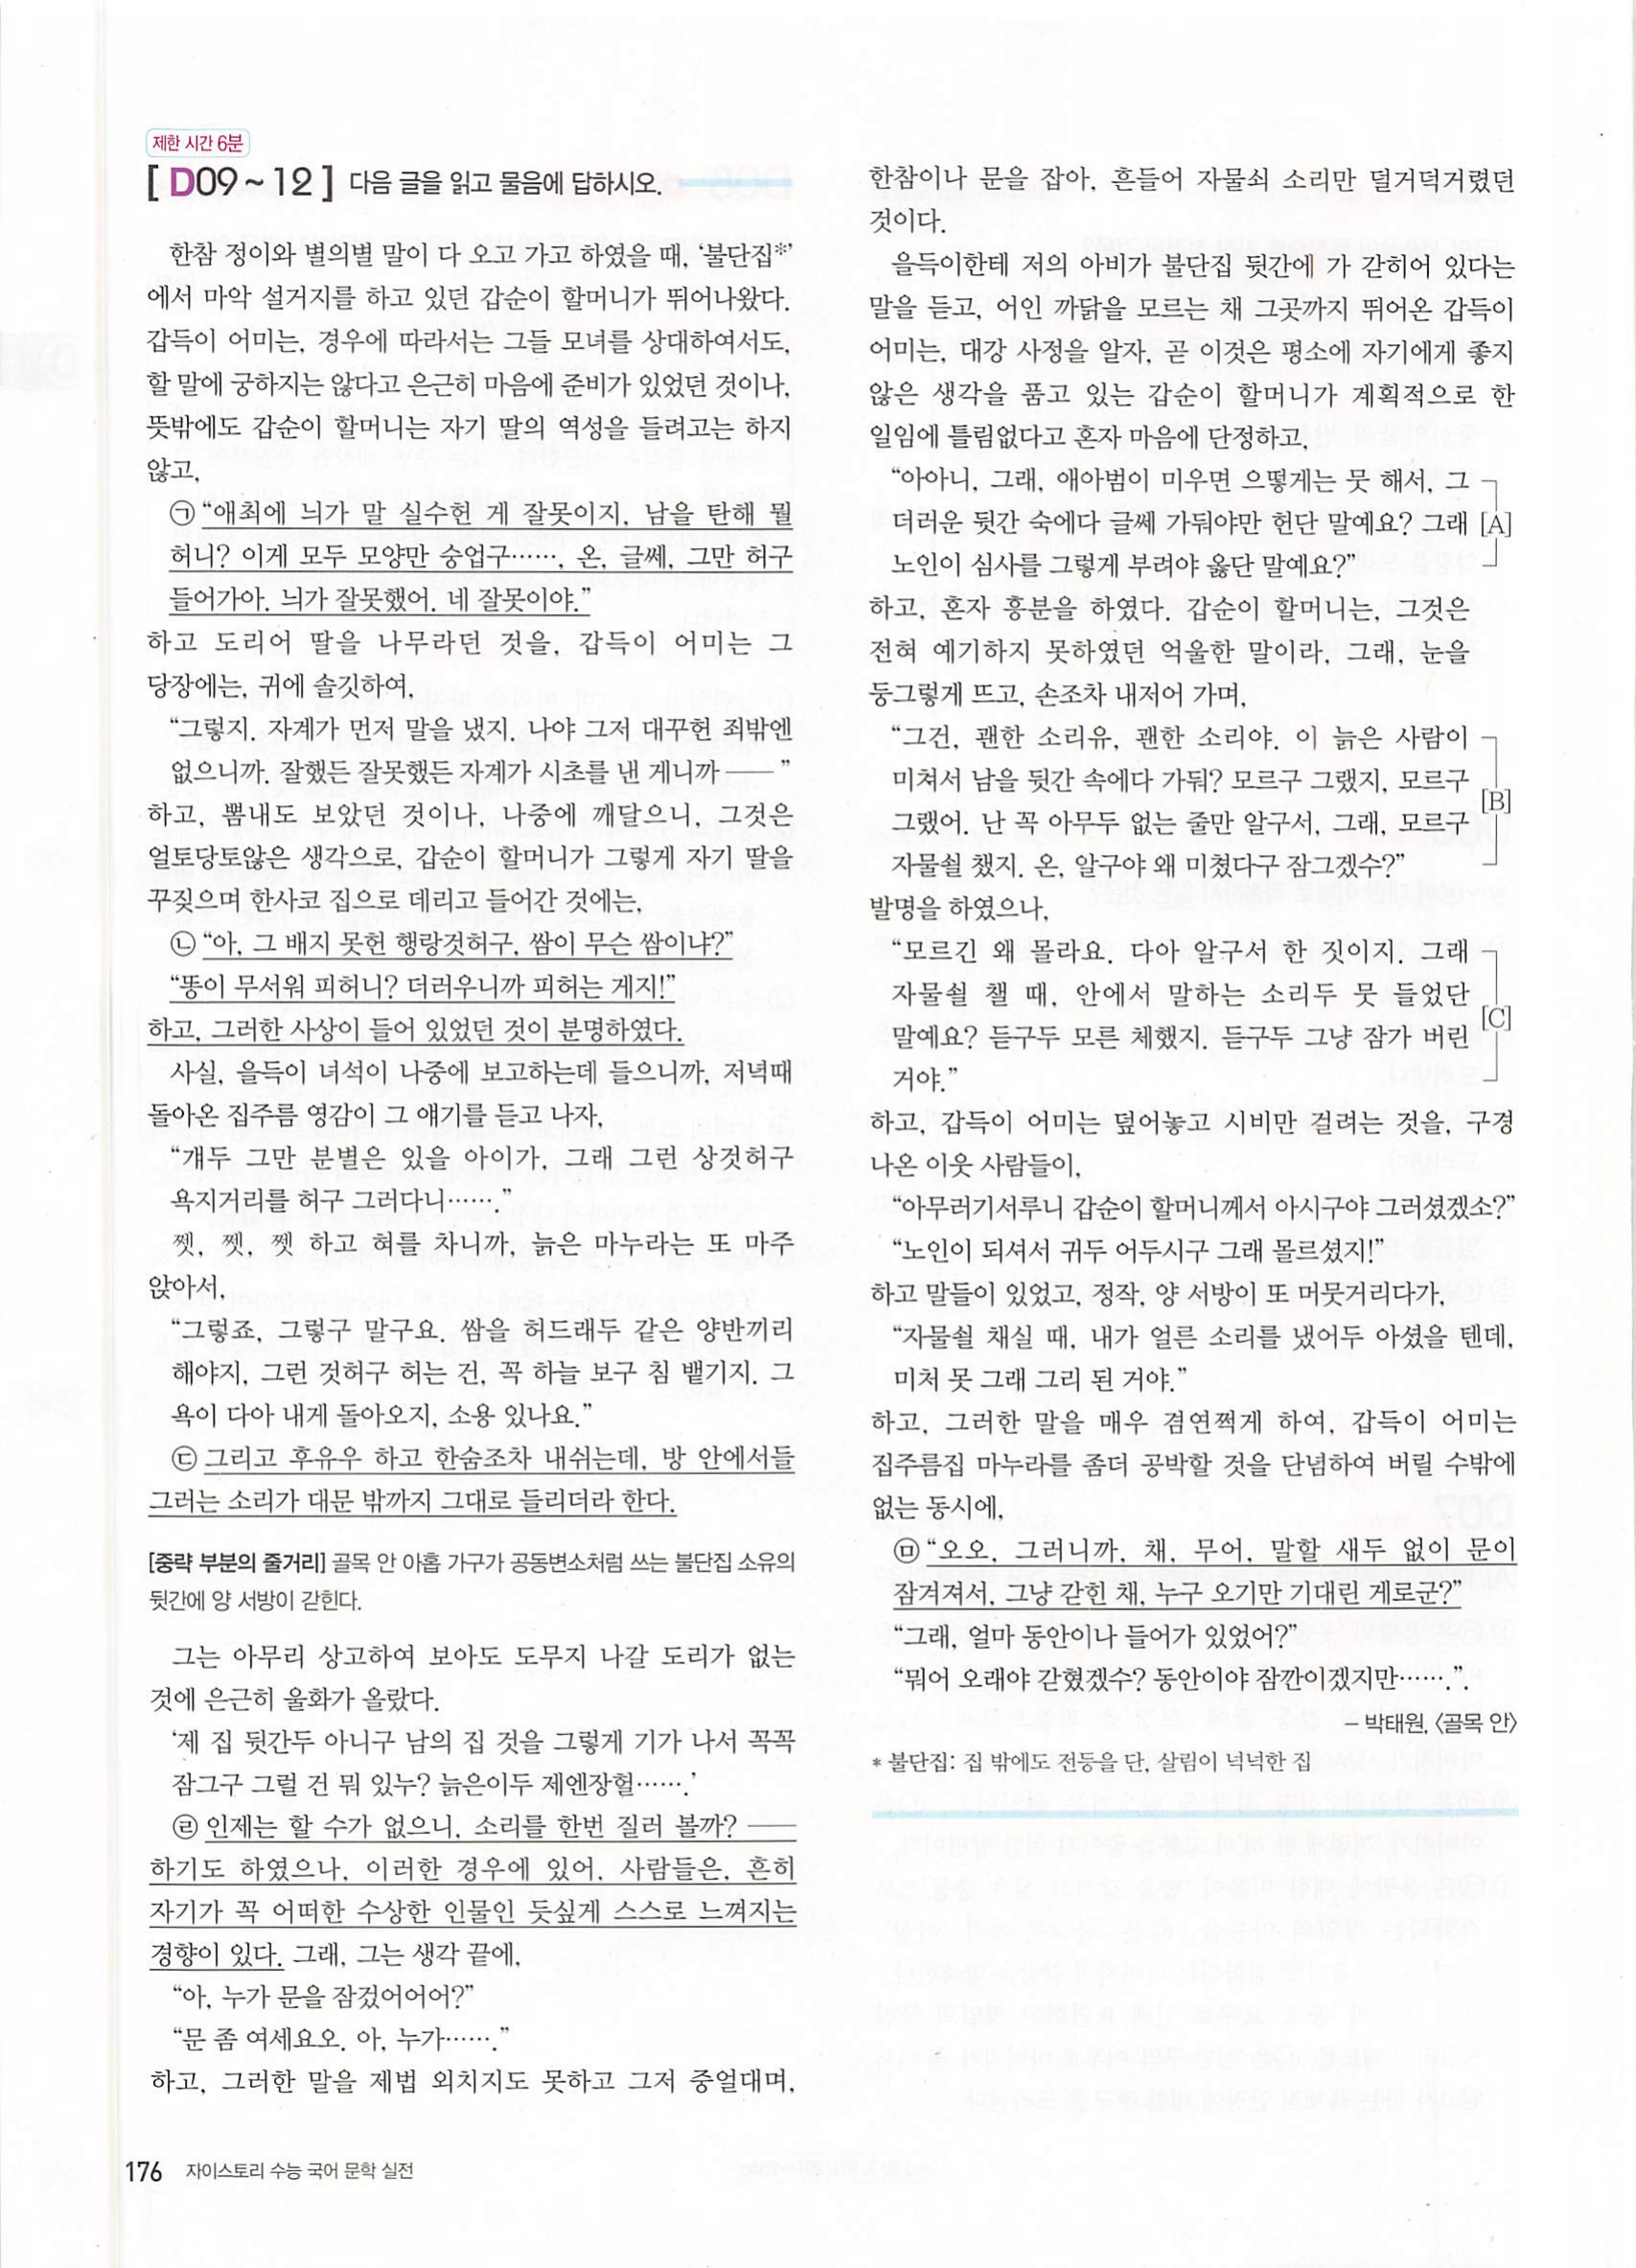 제한 시간 6분
[ D09~12 ] 다음 글을 읽고 물음에 답하시오.
한참 정이와 별의별 말이 다 오고 가고 하였을 때, ‘불단집*’
에서 마악 설거지를 하고 있던 갑순이 할머니가 뛰어나왔다.
갑득이 어미는, 경우에 따라서는 그들 모녀를 상대하여서도,
할 말에 궁하지는 않다고 은근히 마음에 준비가 있었던 것이나,
뜻밖에도 갑순이 할머니는 자기 딸의 역성을 들려고는 하지
않고,
㉠ “애최에 늬가 말 실수헌 게 잘못이지, 남을 탄해 뭘
허니? 이게 모두 모양만 숭업구……, 온, 글쎄, 그만 허구
들어가아. 늬가 잘못했어. 네 잘못이야.”
하고 도리어 딸을 나무라던 것을, 갑득이 어미는 그
당장에는, 귀에 솔깃하여,
“그렇지. 자계가 먼저 말을 냈지. 나야 그저 대꾸헌 죄밖엔
없으니까. 잘했든 잘못했든 자계가 시초를 낸 게니까── ”
하고, 뽐내도 보았던 것이나, 나중에 깨달으니, 그것은
얼토당토않은 생각으로, 갑순이 할머니가 그렇게 자기 딸을
꾸짖으며 한사코 집으로 데리고 들어간 것에는,
㉡ “아, 그 배지 못헌 행랑것허구, 쌈이 무슨 쌈이냐?”
“똥이 무서워 피허니? 더러우니까 피허는 게지!”
하고, 그러한 사상이 들어 있었던 것이 분명하였다.
사실, 을득이 녀석이 나중에 보고하는데 들으니까, 저녁때
돌아온 집주름 영감이 그 얘기를 듣고 나자,
“걔두 그만 분별은 있을 아이가, 그래 그런 상것허구
욕지거리를 허구 그러다니…….”
쩻, 쩻, 쩻 하고 혀를 차니까, 늙은 마누라는 또 마주
앉아서,
“그렇죠, 그렇구 말구요. 쌈을 허드래두 같은 양반끼리
해야지, 그런 것허구 허는 건, 꼭 하늘 보구 침 뱉기지. 그
욕이 다아 내게 돌아오지, 소용 있나요.”
㉢ 그리고 후유우 하고 한숨조차 내쉬는데, 방 안에서들
그러는 소리가 대문 밖까지 그대로 들리더라 한다.
[중략 부분의 줄거리] 골목 안 아홉 가구가 공동변소처럼 쓰는 불단집 소유의
뒷간에 양 서방이 갇힌다.
그는 아무리 상고하여 보아도 도무지 나갈 도리가 없는
것에 은근히 울화가 올랐다.
‘제 집 뒷간두 아니구 남의 집 것을 그렇게 기가 나서 꼭꼭
잠그구 그럴 건 뭐 있누? 늙은이두 제엔장헐…….’
㉣ 인제는 할 수가 없으니, 소리를 한번 질러 볼까? ──
하기도 하였으나, 이러한 경우에 있어, 사람들은, 흔히
자기가 꼭 어떠한 수상한 인물인 듯싶게 스스로 느껴지는
경향이 있다. 그래, 그는 생각 끝에,
“아, 누가 문을 잠겄어어어?”
“문 좀 여세요오. 아, 누가…….”
하고, 그러한 말을 제법 외치지도 못하고 그저 중얼대며,
한참이나 문을 잡아, 흔들어 자물쇠 소리만 덜거덕거렸던
것이다.
을득이한테 저의 아비가 불단집 뒷간에 가 갇히어 있다는
말을 듣고, 어인 까닭을 모르는 채 그곳까지 뛰어온 갑득이
어미는, 대강 사정을 알자, 곧 이것은 평소에 자기에게 좋지
않은 생각을 품고 있는 갑순이 할머니가 계획적으로 한
일임에 틀림없다고 혼자 마음에 단정하고,
“아아니, 그래, 애아범이 미우면 으떻게는 못 해서, 그
더러운 뒷간 숙에다 글쎄 가둬야만 헌단 말예요? 그래 [A]
노인이 심사를 그렇게 부려야 옳단 말예요?”
하고, 혼자 흥분을 하였다. 갑순이 할머니는, 그것은
전혀 예기하지 못하였던 억울한 말이라, 그래, 눈을
둥그렇게 뜨고, 손조차 내저어 가며,
“그건, 괜한 소리유, 괜한 소리야. 이 늙은 사람이
미쳐서 남을 뒷간 속에다 가둬? 모르구 그랬지, 모르구
[B]
그랬어. 난 꼭 아무두 없는 줄만 알구서, 그래, 모르구
자물쇨 챘지. 온, 알구야 왜 미쳤다구 잠그겠수?”
발명을 하였으나,
“모르긴 왜 몰라요. 다아 알구서 한 짓이지. 그래
자물쇨 챌 때, 안에서 말하는 소리두 못 들었단
[C]
말예요? 듣구두 모른 체했지. 듣구두 그냥 잠가 버린
거야.”
하고, 갑득이 어미는 덮어놓고 시비만 걸려는 것을, 구경
나온 이웃 사람들이,
“아무러기서루니 갑순이 할머니께서 아시구야 그러셨겠소?”
“노인이 되셔서 귀두 어두시구 그래 몰르셨지!”
하고 말들이 있었고, 정작, 양 서방이 또 머뭇거리다가,
“자물쇨 채실 때, 내가 얼른 소리를 냈어두 아셨을 텐데,
미처 못 그래 그리 된 거야.”
하고, 그러한 말을 매우 겸연쩍게 하여, 갑득이 어미는
집주름집 마누라를 좀더 공박할 것을 단념하여 버릴 수밖에
없는 동시에,
㉤ “오오, 그러니까, 채, 무어, 말할 새두 없이 문이
잠겨져서, 그냥 갇힌 채, 누구 오기만 기대린 게로군?”
“그래, 얼마 동안이나 들어가 있었어?”
“뭐어 오래야 갇혔겠수? 동안이야 잠깐이겠지만…….”.
– 박태원, 〈골목 안〉
* 불단집: 집 밖에도 전등을 단, 살림이 넉넉한 집
176 자이스토리 수능 국어 문학 실전